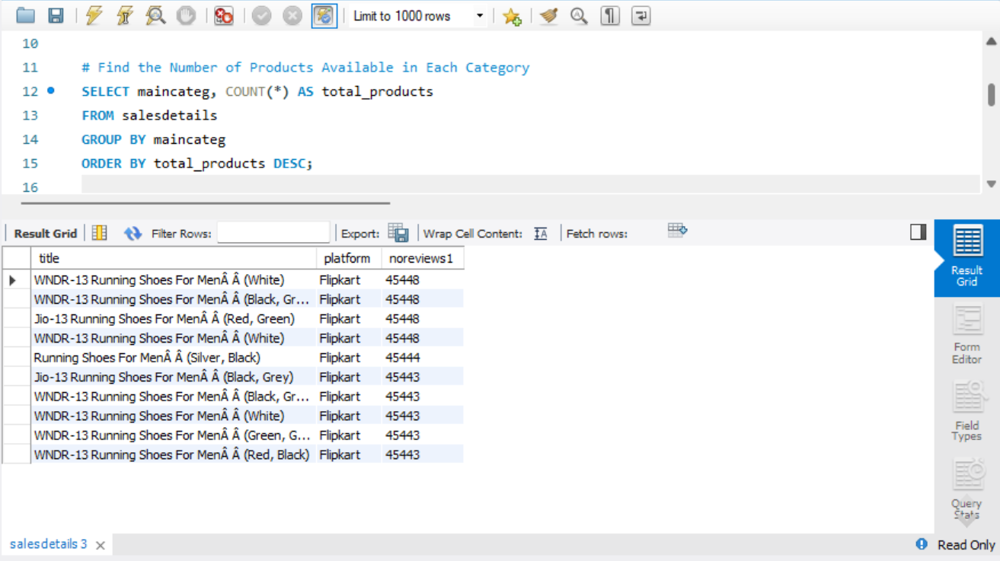 Limit to 1000 rows
10
11 # Find the Number of Products Available in Each Category
12 SELECT maincateg, COUNT(*) AS total_products
13 FROM salesdetails
14 GROUP BY maincateg
15 ORDER BY total_products DESC;
16
Result Grid Filter Rows: Export: Wrap Cell Content: Fetch rows:
title platform noreviews1
WNDR-13 Running Shoes For MenÂ Â (White) Flipkart 45448
WNDR-13 Running Shoes For MenÂ Â (Black, Gr... Flipkart 45448
Jio-13 Running Shoes For MenÂ Â (Red, Green) Flipkart 45448
WNDR-13 Running Shoes For MenÂ Â (White) Flipkart 45448
Running Shoes For MenÂ Â (Silver, Black) Flipkart 45444
Jio-13 Running Shoes For MenÂ Â (Black, Grey) Flipkart 45443
WNDR-13 Running Shoes For MenÂ Â (Black, Gr... Flipkart 45443
WNDR-13 Running Shoes For MenÂ Â (White) Flipkart 45443
WNDR-13 Running Shoes For MenÂ Â (Green, G... Flipkart 45443
WNDR-13 Running Shoes For MenÂ Â (Red, Black) Flipkart 45443
Result
Grid
Form
Editor
Field
Types
Query
Stats
salesdetails 3
Read Only